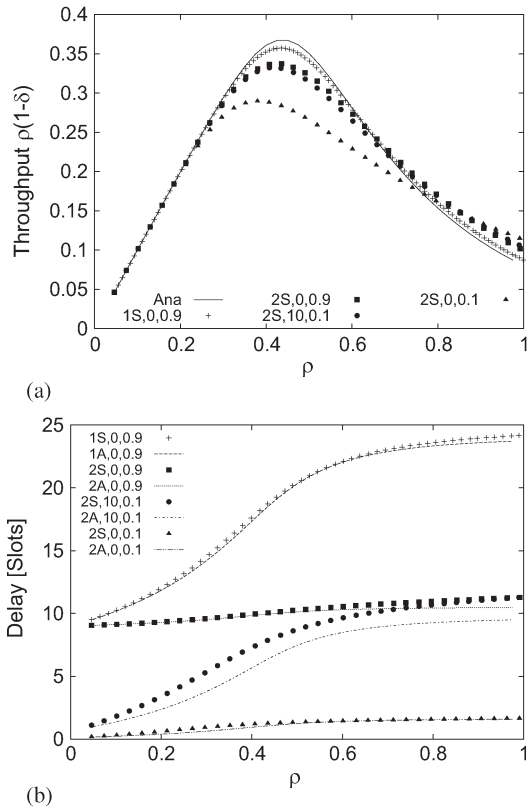 0.4
0.35
0.3
0.25
0.2
0.15
0.1
0.05
0
Throughput ρ(1-δ)
Ana
2S,0,0.9
2S,0,0.1
1S,0,0.9
2S,10,0.1
0 0.2 0.4 0.6 0.8 1
ρ
(a)
25
20
15
10
5
0
Delay [Slots]
1S,0,0.9
1A,0,0.9
2S,0,0.9
2A,0,0.9
2S,10,0.1
2A,10,0.1
2S,0,0.1
2A,0,0.1
0 0.2 0.4 0.6 0.8 1
ρ
(b)